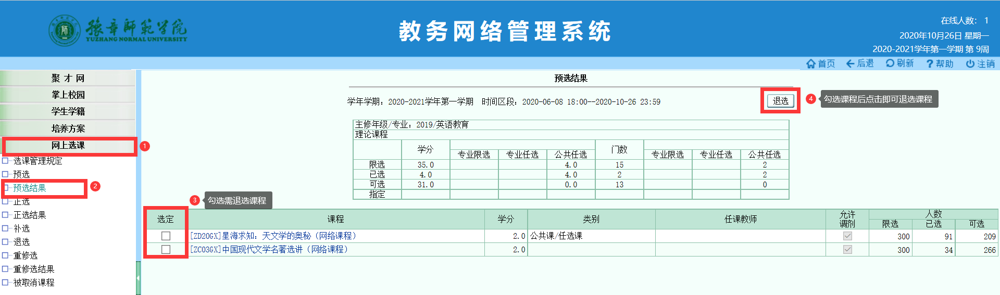 豫章師範学院
YUZHANG NORMAL UNIVERSITY
教务网络管理系统
在线人数： 1
2020年10月26日 星期一
2020-2021学年第一学期 第 9周
首页 后退 刷新 帮助 注销
聚 才 网
掌上校园
学生学籍
培养方案
网上选课 1
选课管理规定
预选
预选结果 2
正选
正选结果
补选
退选
重修选
重修选结果
被取消课程
预选结果
学年学期：2020-2021学年第一学期 时间区段：2020-06-08 18:00--2020-10-26 23:59
退选 4 勾选课程后点击即可退选课程
主修年级/专业：2019/英语教育
理论课程
学分 门数
专业限选 专业任选 公共任选 专业限选 专业任选 公共任选
限选 35.0 4.0 15 2
已选 4.0 4.0 2 2
可选 31.0 0.0 13 0
指定
3 勾选需退选课程
选定 课程 学分 类别 任课教师 允许调剂 人数
限选 已选 可选
[ZD20GX]星海求知：天文学的奥秘（网络课程） 2.0 公共课/任选课 300 91 209
[ZC03GX]中国现代文学名著选讲（网络课程） 2.0 300 34 266